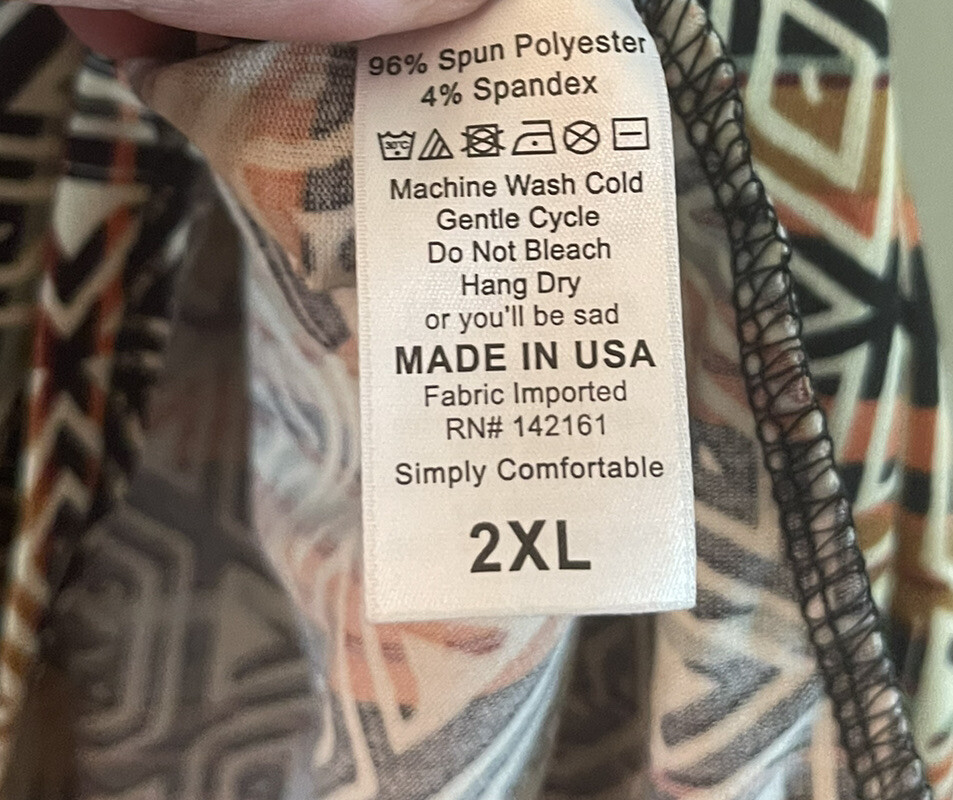 96% Spun Polyester
4% Spandex
30°C
Machine Wash Cold
Gentle Cycle
Do Not Bleach
Hang Dry
or you'll be sad
MADE IN USA
Fabric Imported
RN# 142161
Simply Comfortable
2XL